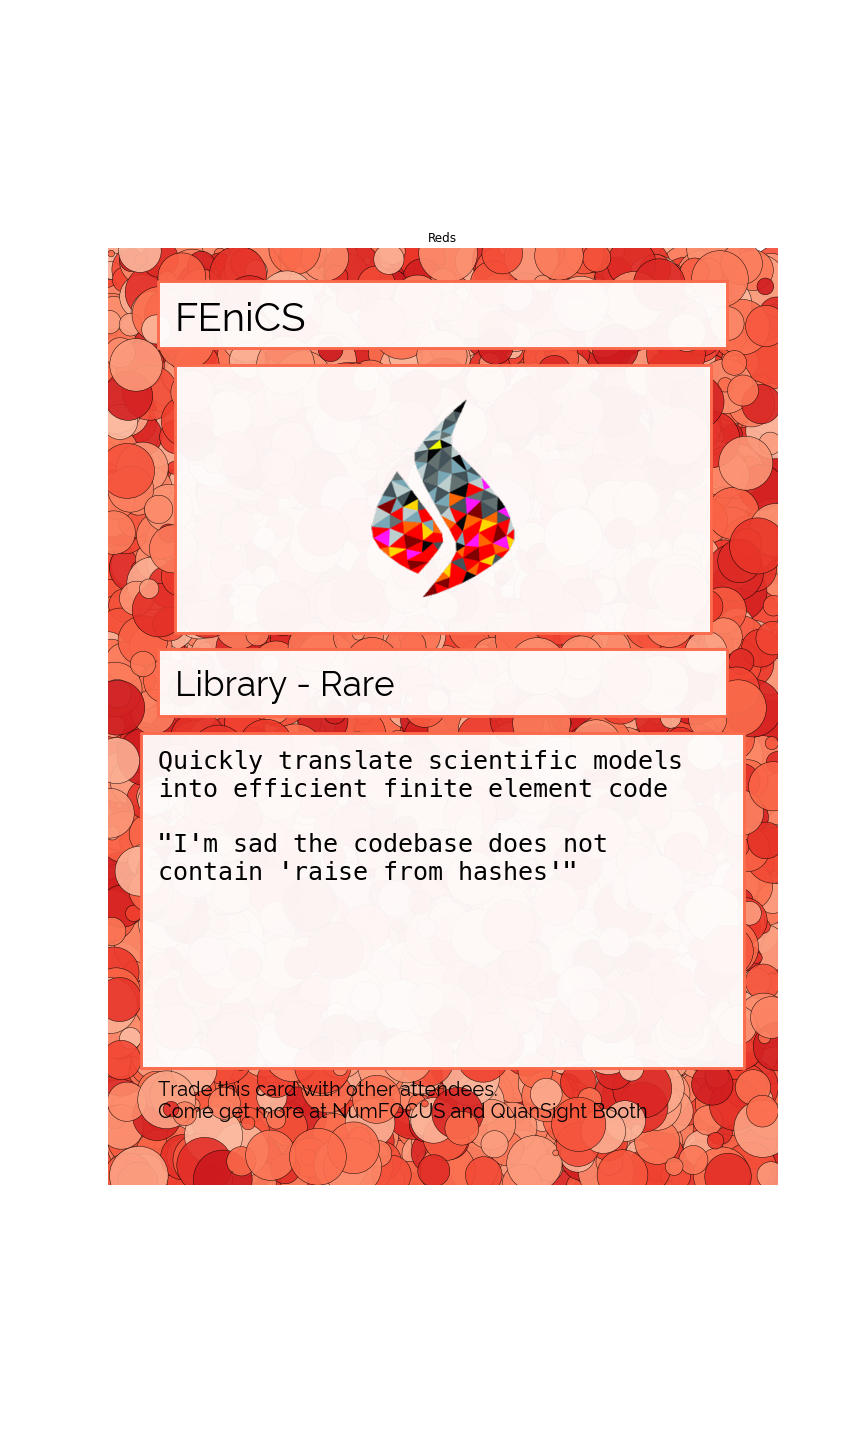 Reds
FEniCS
Library - Rare
Quickly translate scientific models
into efficient finite element code
"I'm sad the codebase does not
contain 'raise from hashes'"
Trade this card with other attendees.
Come get more at NumFOCUS and QuanSight Booth